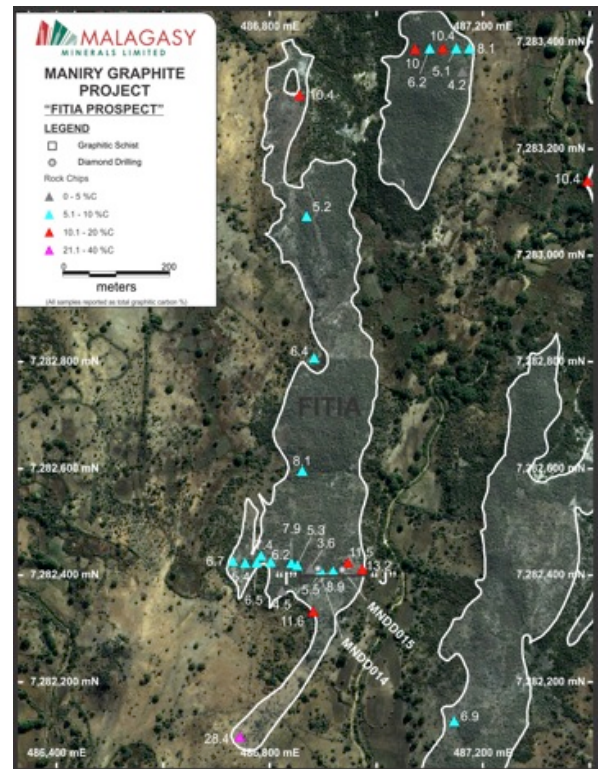 MALAGASY
MINERALS LIMITED
MANIRY GRAPHITE
PROJECT
"FITIA PROSPECT"
LEGEND
Graphitic Schist
Diamond Drilling
Rock Chips
0 - 5 %C
5.1 - 10 %C
10.1 - 20 %C
21.1 - 40 %C
0 200
meters
(All samples reported as total graphitic carbon %)
486,800 mE 487,200 mE
7,283,400 mN
10.4
10 8.1
6.2 5.1 4.2
10.4
7,283,200 mN
10.4
5.2
7,283,000 mN
6.4
7,282,800 mN 7,282,800 mN
FITIA
8.1
7,282,600 mN 7,282,600 mN
7.9 5.3
3.6
7.4 6.2 11.5
6.7 13.2
5.4
7,282,400 mN "J" "J" 7,282,400 mN
6.5 4.5 5.5 8.9
11.6
MNDD015
MNDD014
7,282,200 mN 7,282,200 mN
6.9
28.4
486,400 mE 486,800 mE 487,200 mE